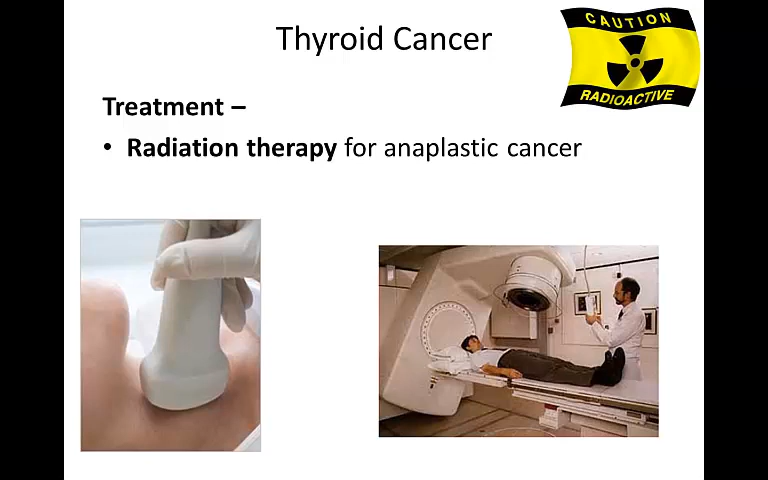 Thyroid Cancer
CAUTION
RADIOACTIVE
Treatment –
• Radiation therapy for anaplastic cancer